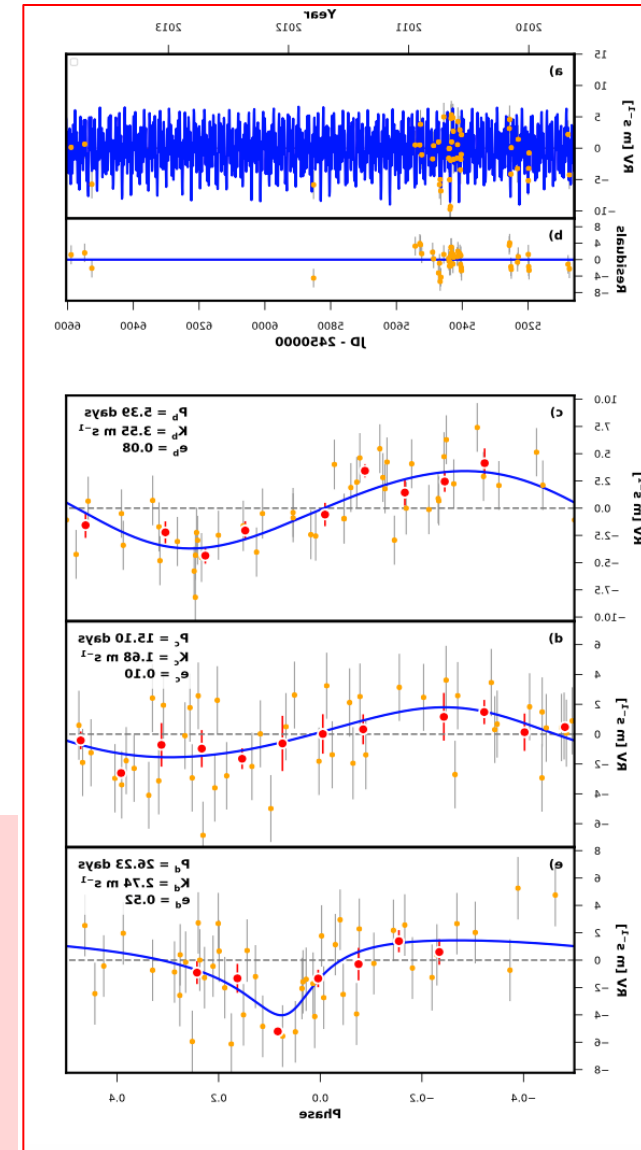 Year
2010 2011 2012 2013
a)
RV [m s⁻¹]
15
10
5
0
−5
−10
b)
Residuals
8
4
0
−4
−8
5200 5400 5600 5800 6000 6200 6400 6600
JD - 2450000
c)
P_b = 5.39 days
K_b = 3.55 m s⁻¹
e_b = 0.08
RV [m s⁻¹]
10.0
7.5
5.0
2.5
0.0
−2.5
−5.0
−7.5
−10.0
d)
P_c = 15.10 days
K_c = 1.68 m s⁻¹
e_c = 0.10
RV [m s⁻¹]
6
4
2
0
−2
−4
−6
e)
P_d = 26.23 days
K_d = 2.74 m s⁻¹
e_d = 0.52
RV [m s⁻¹]
8
6
4
2
0
−2
−4
−6
−8
−0.4 −0.2 0.0 0.2 0.4
Phase